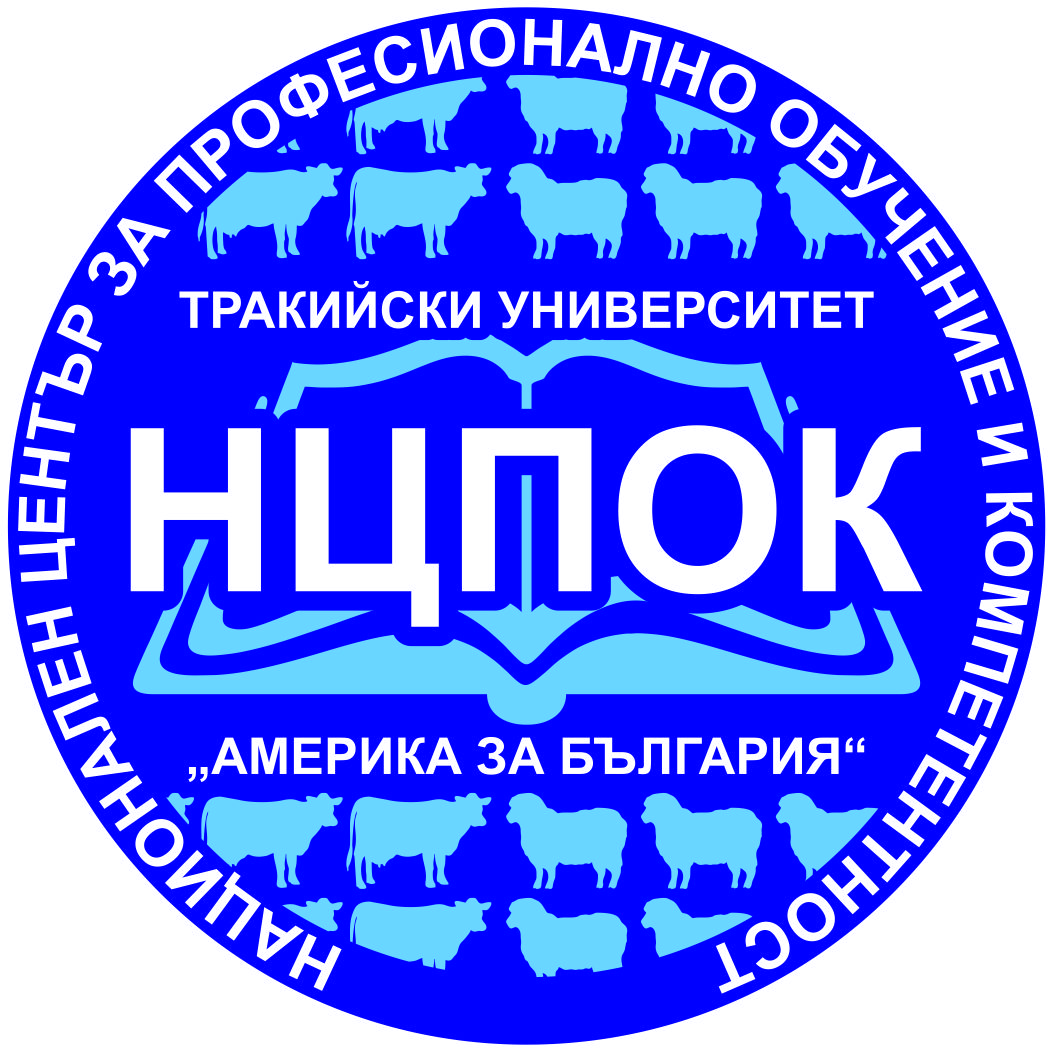 НАЦИОНАЛЕН ЦЕНТЪР ЗА ПРОФЕСИОНАЛНО ОБУЧЕНИЕ И КОМПЕТЕНТНОСТ
ТРАКИЙСКИ УНИВЕРСИТЕТ
НЦПОК
„АМЕРИКА ЗА БЪЛГАРИЯ“